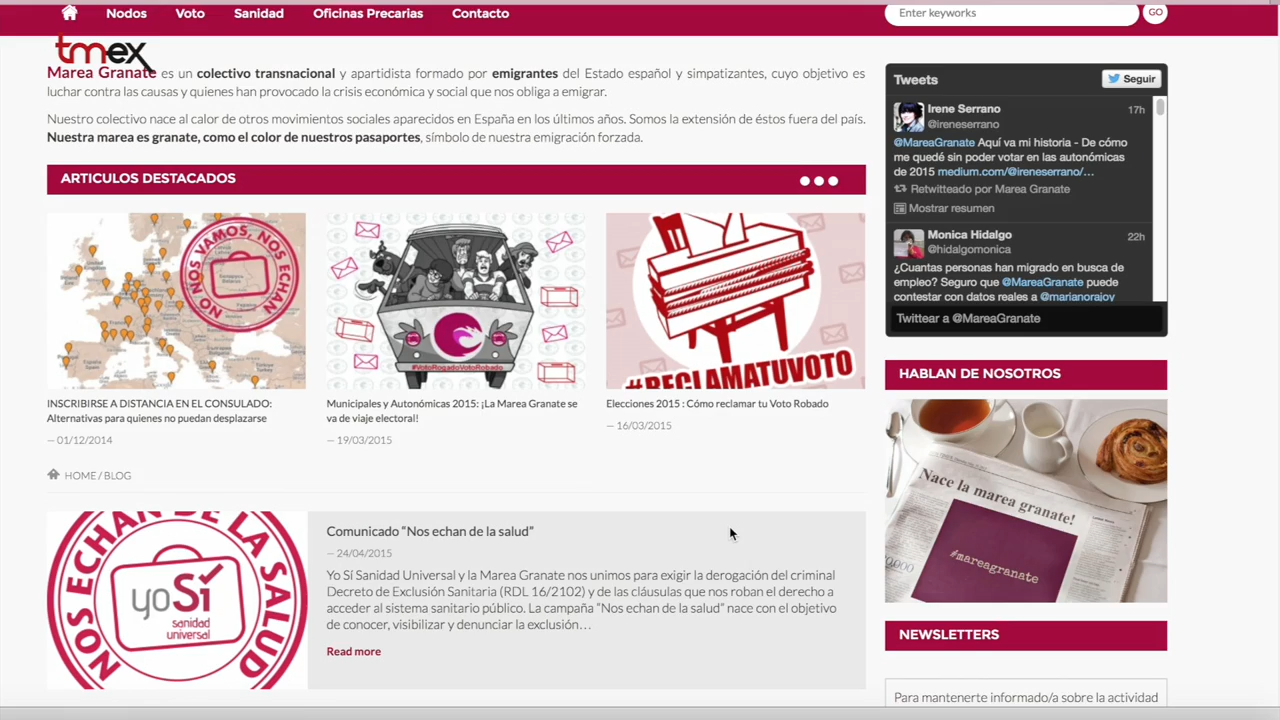 Nodos Voto Sanidad Oficinas Precarias Contacto
Enter keyworks GO
tmex
Marea Granate es un colectivo transnacional y apartidista formado por emigrantes del Estado español y simpatizantes, cuyo objetivo es
luchar contra las causas y quienes han provocado la crisis económica y social que nos obliga a emigrar.
Nuestro colectivo nace al calor de otros movimientos sociales aparecidos en España en los últimos años. Somos la extensión de éstos fuera del país.
Nuestra marea es granate, como el color de nuestros pasaportes, símbolo de nuestra emigración forzada.
ARTICULOS DESTACADOS
NO NOS VAMOS, NOS ECHAN
#VotoRogadoVotoRobado
#RECLAMATUVOTO
INSCRIBIRSE A DISTANCIA EN EL CONSULADO:
Alternativas para quienes no puedan desplazarse
– 01/12/2014
Municipales y Autonómicas 2015: ¡La Marea Granate se
va de viaje electoral!
– 19/03/2015
Elecciones 2015 : Cómo reclamar tu Voto Robado
– 16/03/2015
HOME / BLOG
NOS ECHAN DE LA SALUD
yo Sí
sanidad
universal
Comunicado "Nos echan de la salud"
– 24/04/2015
Yo Sí Sanidad Universal y la Marea Granate nos unimos para exigir la derogación del criminal
Decreto de Exclusión Sanitaria (RDL 16/2102) y de las cláusulas que nos roban el derecho a
acceder al sistema sanitario público. La campaña "Nos echan de la salud" nace con el objetivo
de conocer, visibilizar y denunciar la exclusión…
Read more
Tweets
Seguir
Irene Serrano 17h
@ireneserrano
@MareaGranate Aquí va mi historia - De cómo
me quedé sin poder votar en las autonómicas
de 2015 medium.com/@ireneserrano/…
Retwitteado por Marea Granate
Mostrar resumen
Monica Hidalgo 22h
@hidalgomonica
¿Cuantas personas han migrado en busca de
empleo? Seguro que @MareaGranate puede
contestar con datos reales a @marianorajoy
Twittear a @MareaGranate
HABLAN DE NOSOTROS
Nace la marea granate!
#mareagranate
NEWSLETTERS
Para mantenerte informado/a sobre la actividad